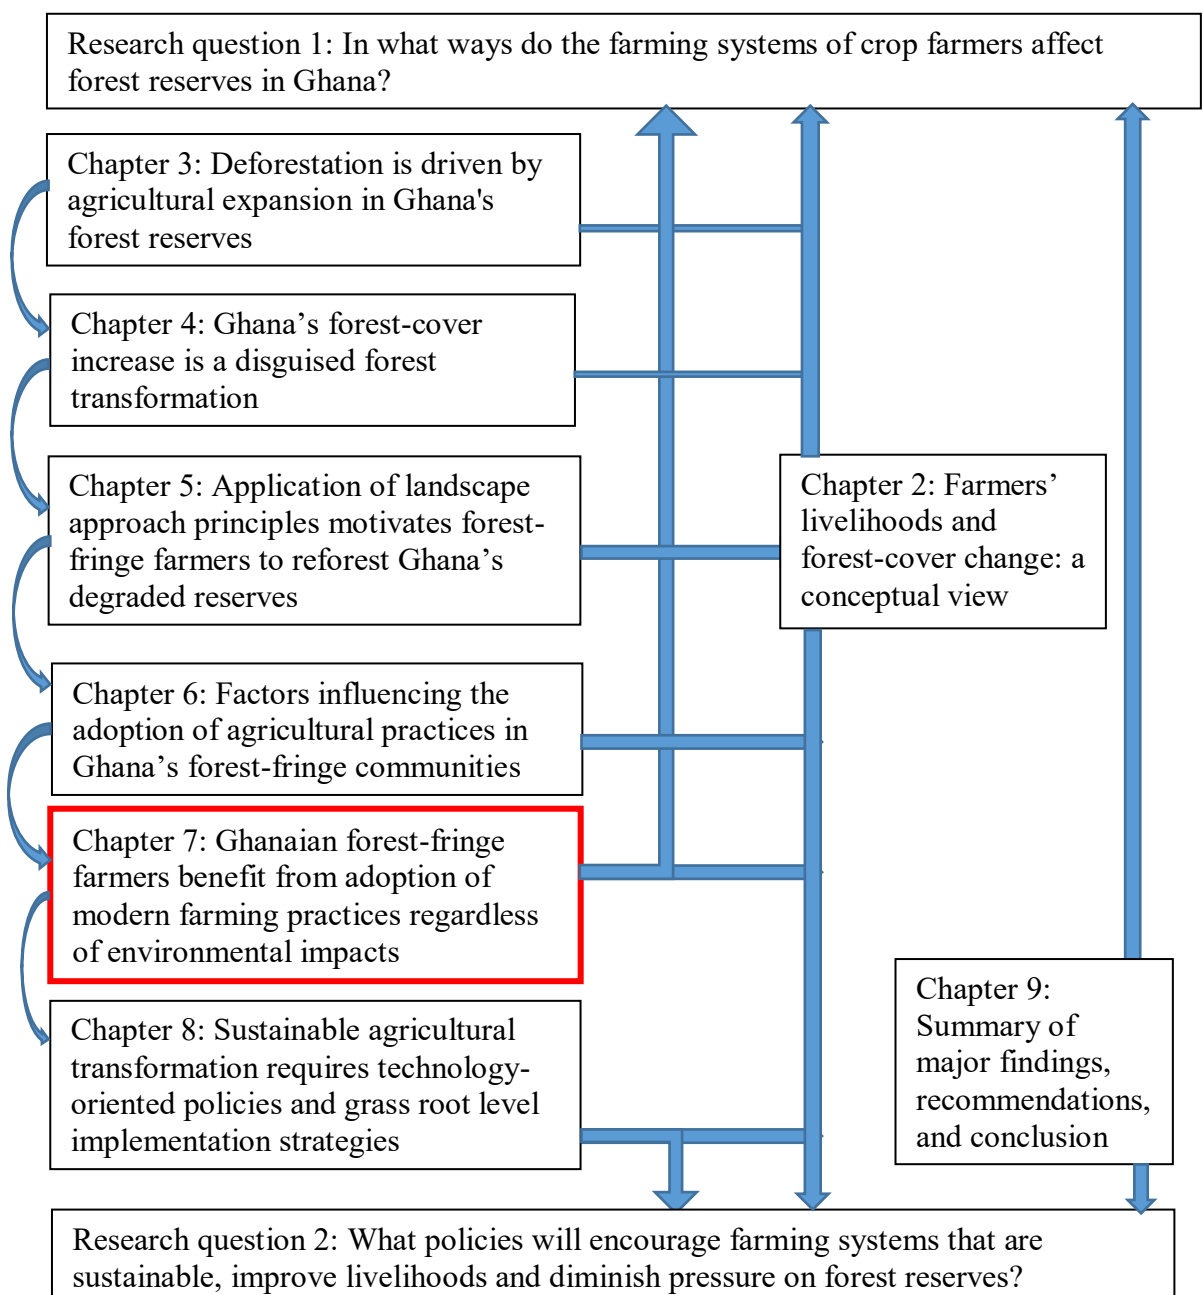 Research question 1: In what ways do the farming systems of crop farmers affect
forest reserves in Ghana?
Chapter 3: Deforestation is driven by
agricultural expansion in Ghana's
forest reserves
Chapter 4: Ghana’s forest-cover
increase is a disguised forest
transformation
Chapter 5: Application of landscape
approach principles motivates forest-
fringe farmers to reforest Ghana’s
degraded reserves
Chapter 2: Farmers’
livelihoods and
forest-cover change: a
conceptual view
Chapter 6: Factors influencing the
adoption of agricultural practices in
Ghana’s forest-fringe communities
Chapter 7: Ghanaian forest-fringe
farmers benefit from adoption of
modern farming practices regardless
of environmental impacts
Chapter 8: Sustainable agricultural
transformation requires technology-
oriented policies and grass root level
implementation strategies
Chapter 9:
Summary of
major findings,
recommendations,
and conclusion
Research question 2: What policies will encourage farming systems that are
sustainable, improve livelihoods and diminish pressure on forest reserves?